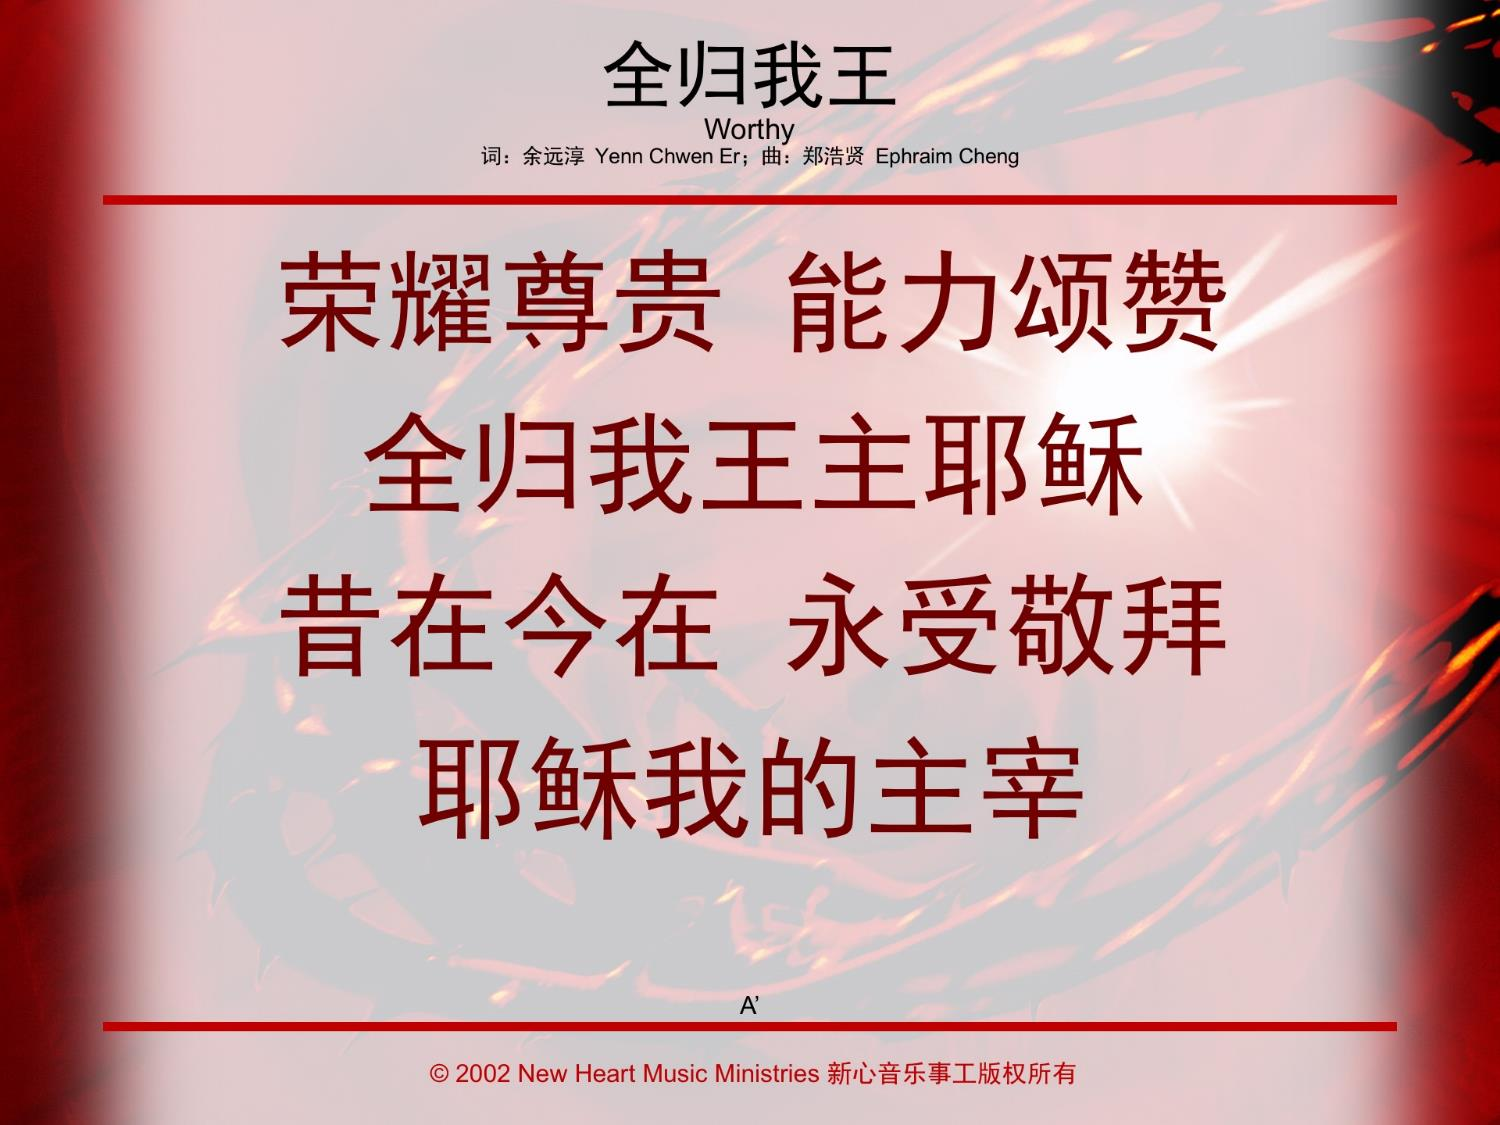 全归我王
Worthy
词：余远淳 Yenn Chwen Er；曲：郑浩贤 Ephraim Cheng
荣耀尊贵 能力颂赞
全归我王主耶稣
昔在今在 永受敬拜
耶稣我的主宰
A’
© 2002 New Heart Music Ministries 新心音乐事工版权所有